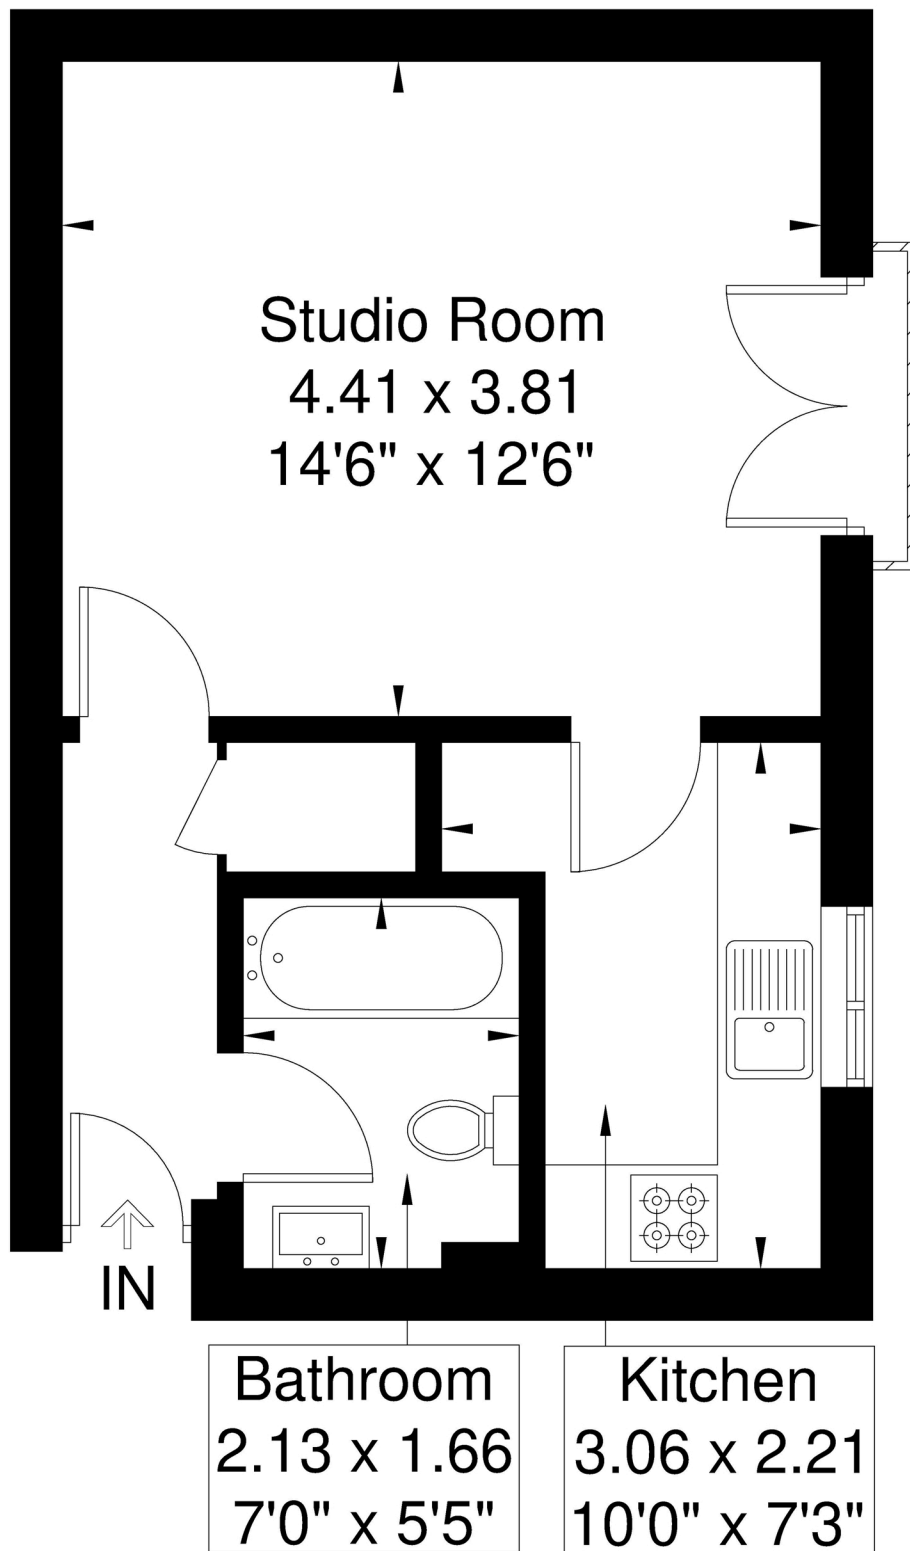 Studio Room
4.41 x 3.81
14'6" x 12'6"
IN
Bathroom
2.13 x 1.66
7'0" x 5'5"
Kitchen
3.06 x 2.21
10'0" x 7'3"